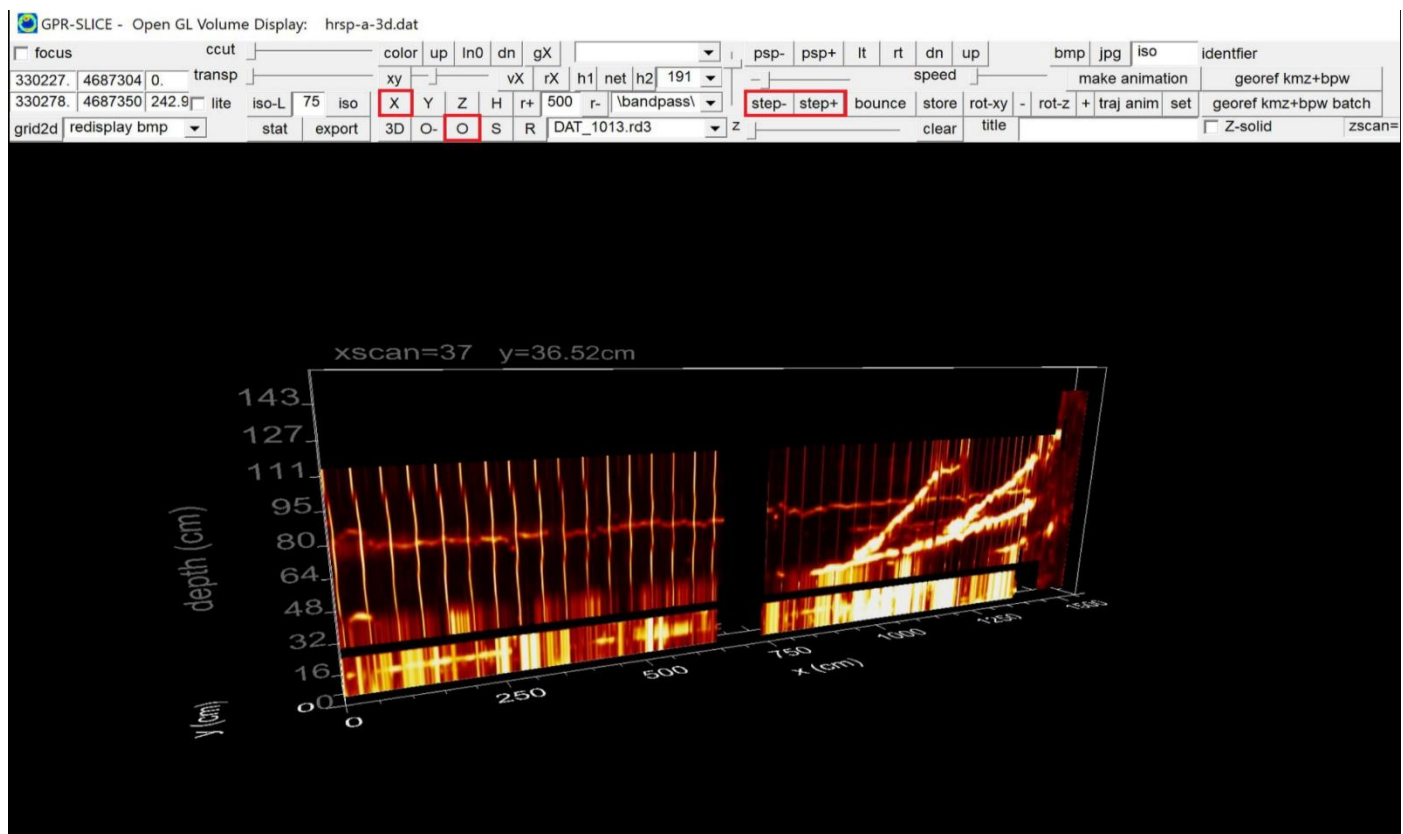 GPR-SLICE - Open GL Volume Display: hrsp-a-3d.dat
focus ccut color up ln0 dn gX psp- psp+ lt rt dn up bmp jpg iso identfier
330227. 4687304 0. transp xy vX rX h1 net h2 191 speed make animation georef kmz+bpw
330278. 4687350 242.9 lite iso-L 75 iso X Y Z H r+ 500 r- \bandpass\ step- step+ bounce store rot-xy - rot-z + traj anim set georef kmz+bpw batch
grid2d redisplay bmp stat export 3D O- O S R DAT_1013.rd3 z clear title Z-solid zscan=
xscan=37 y=36.52cm
143
127
111
95
80
64
48
32
16
0
depth (cm)
y (cm)
0
0
250
500
750
1000
1250
1500
x (cm)